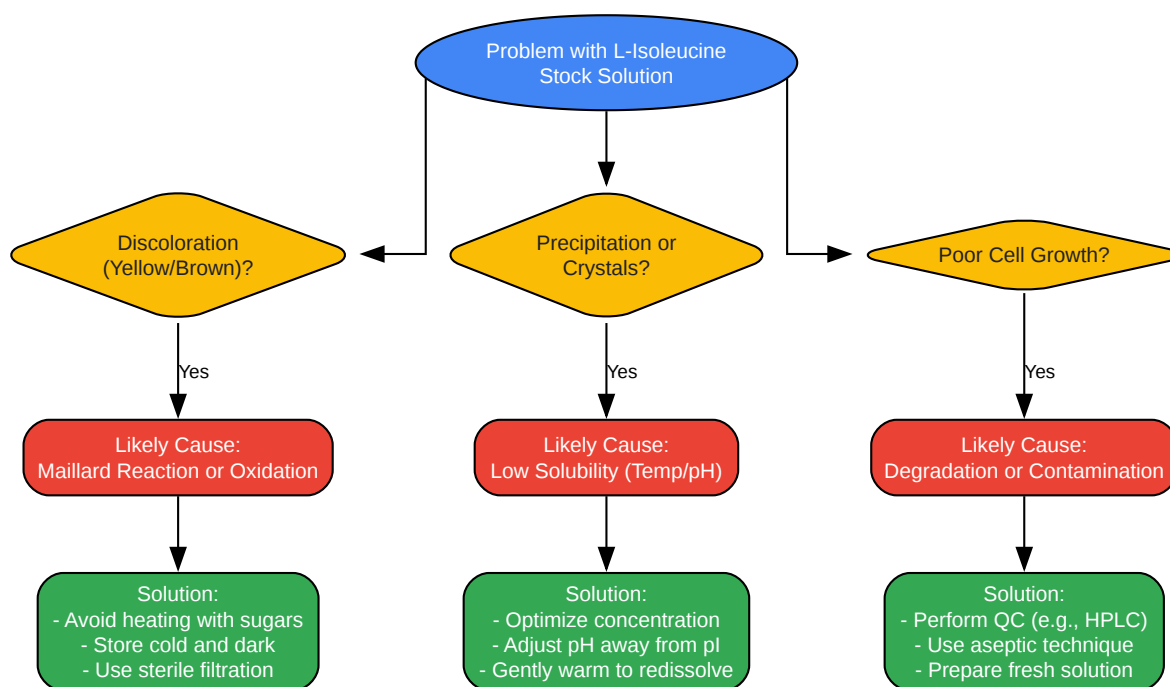 Problem with L-Isoleucine
Stock Solution
Discoloration
(Yellow/Brown)?
Precipitation or
Crystals?
Poor Cell Growth?
Yes
Yes
Yes
Likely Cause:
Maillard Reaction or Oxidation
Likely Cause:
Low Solubility (Temp/pH)
Likely Cause:
Degradation or Contamination
Solution:
- Avoid heating with sugars
- Store cold and dark
- Use sterile filtration
Solution:
- Optimize concentration
- Adjust pH away from pI
- Gently warm to redissolve
Solution:
- Perform QC (e.g., HPLC)
- Use aseptic technique
- Prepare fresh solution